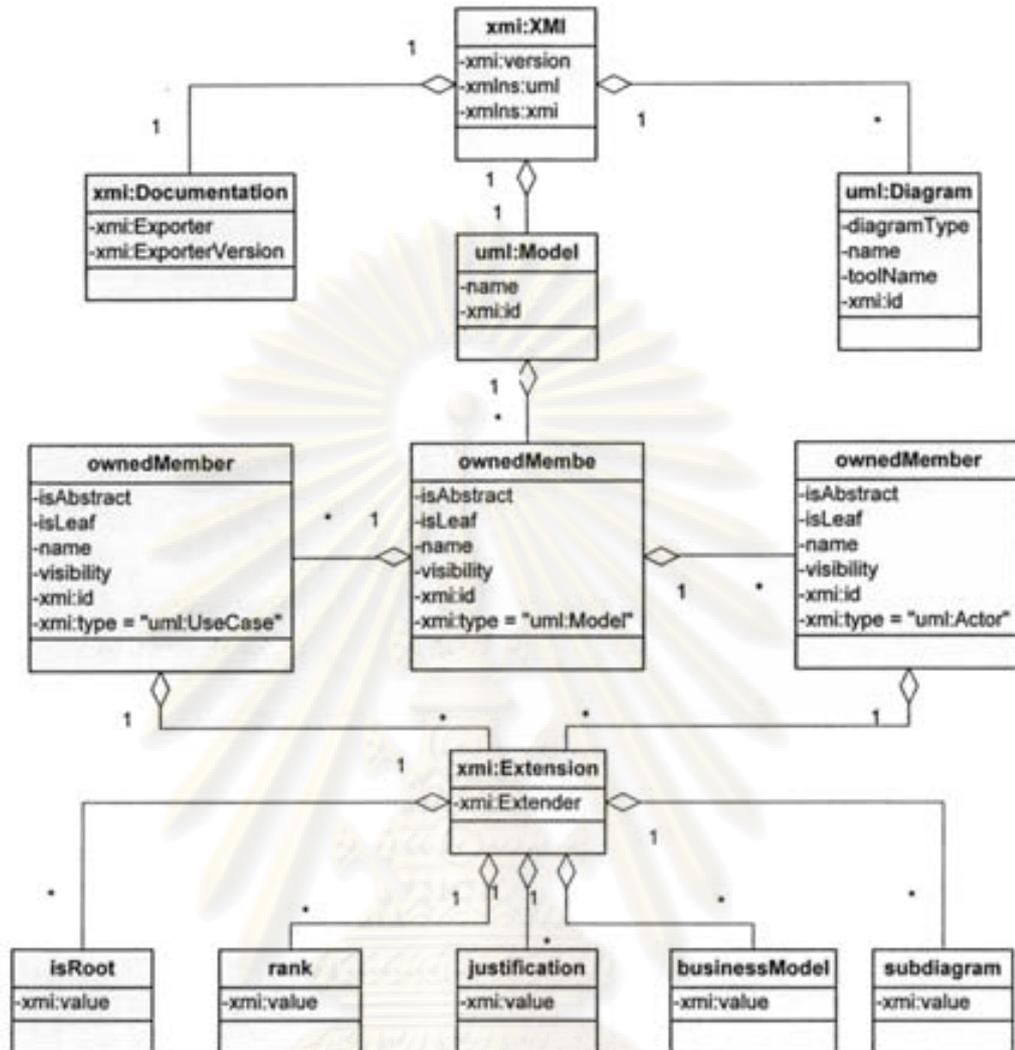 xmi:XMI
-xmi:version
-xmlns:uml
-xmlns:xmi
1
1
1
*
1
1
xmi:Documentation
-xmi:Exporter
-xmi:ExporterVersion
uml:Model
-name
-xmi:id
uml:Diagram
-diagramType
-name
-toolName
-xmi:id
1
*
ownedMember
-isAbstract
-isLeaf
-name
-visibility
-xmi:id
-xmi:type = "uml:UseCase"
* 1
ownedMembe
-isAbstract
-isLeaf
-name
-visibility
-xmi:id
-xmi:type = "uml:Model"
1 *
ownedMember
-isAbstract
-isLeaf
-name
-visibility
-xmi:id
-xmi:type = "uml:Actor"
1 * * 1
xmi:Extension
-xmi:Extender
1
1
* * 1 1 1 * * *
isRoot
-xmi:value
rank
-xmi:value
justification
-xmi:value
businessModel
-xmi:value
subdiagram
-xmi:value